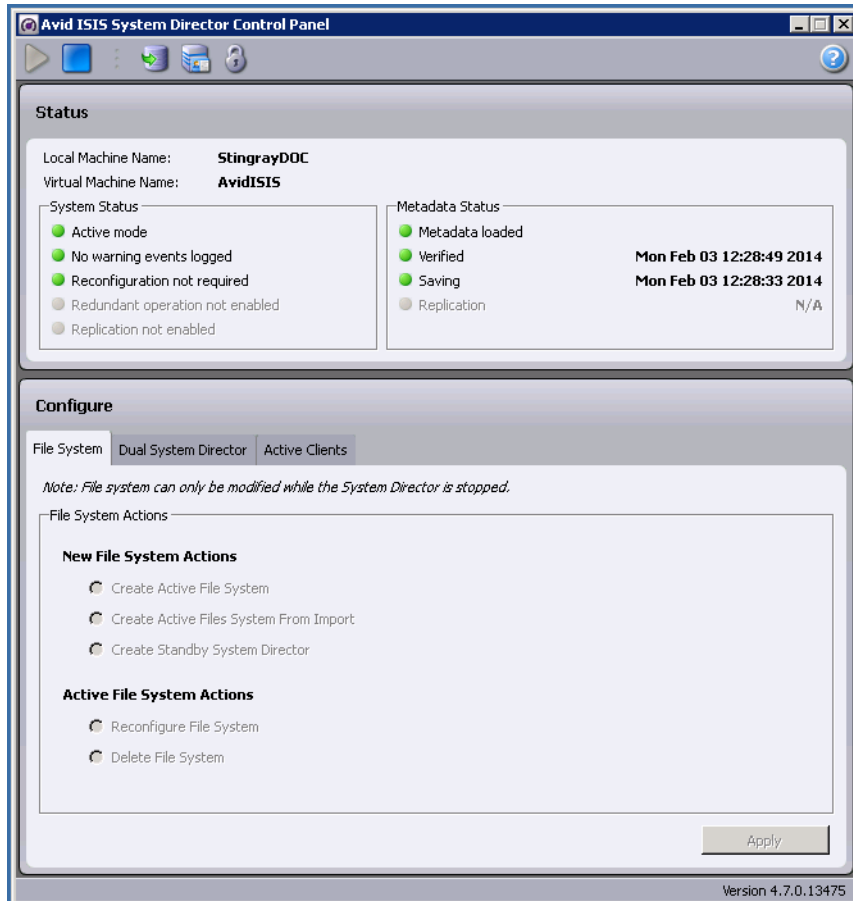 Avid ISIS System Director Control Panel
Status
Local Machine Name: StingrayDOC
Virtual Machine Name: AvidISIS
System Status
Active mode
No warning events logged
Reconfiguration not required
Redundant operation not enabled
Replication not enabled
Metadata Status
Metadata loaded
Verified Mon Feb 03 12:28:49 2014
Saving Mon Feb 03 12:28:33 2014
Replication N/A
Configure
File System Dual System Director Active Clients
Note: File system can only be modified while the System Director is stopped.
File System Actions
New File System Actions
Create Active File System
Create Active Files System From Import
Create Standby System Director
Active File System Actions
Reconfigure File System
Delete File System
Apply
Version 4.7.0.13475